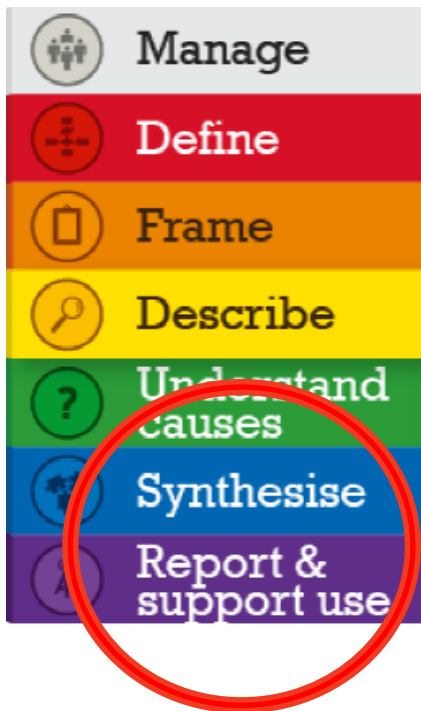 Manage
Define
Frame
Describe
?
Understand
causes
Synthesise
Report &
support use